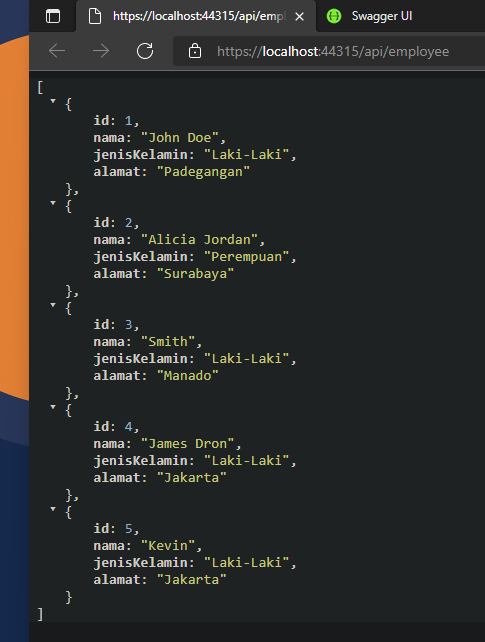 https://localhost:44315/api/empl
Swagger UI
https://localhost:44315/api/employee
[
{
id: 1,
nama: "John Doe",
jenisKelamin: "Laki-Laki",
alamat: "Padegangan"
},
{
id: 2,
nama: "Alicia Jordan",
jenisKelamin: "Perempuan",
alamat: "Surabaya"
},
{
id: 3,
nama: "Smith",
jenisKelamin: "Laki-Laki",
alamat: "Manado"
},
{
id: 4,
nama: "James Dron",
jenisKelamin: "Laki-Laki",
alamat: "Jakarta"
},
{
id: 5,
nama: "Kevin",
jenisKelamin: "Laki-Laki",
alamat: "Jakarta"
}
]